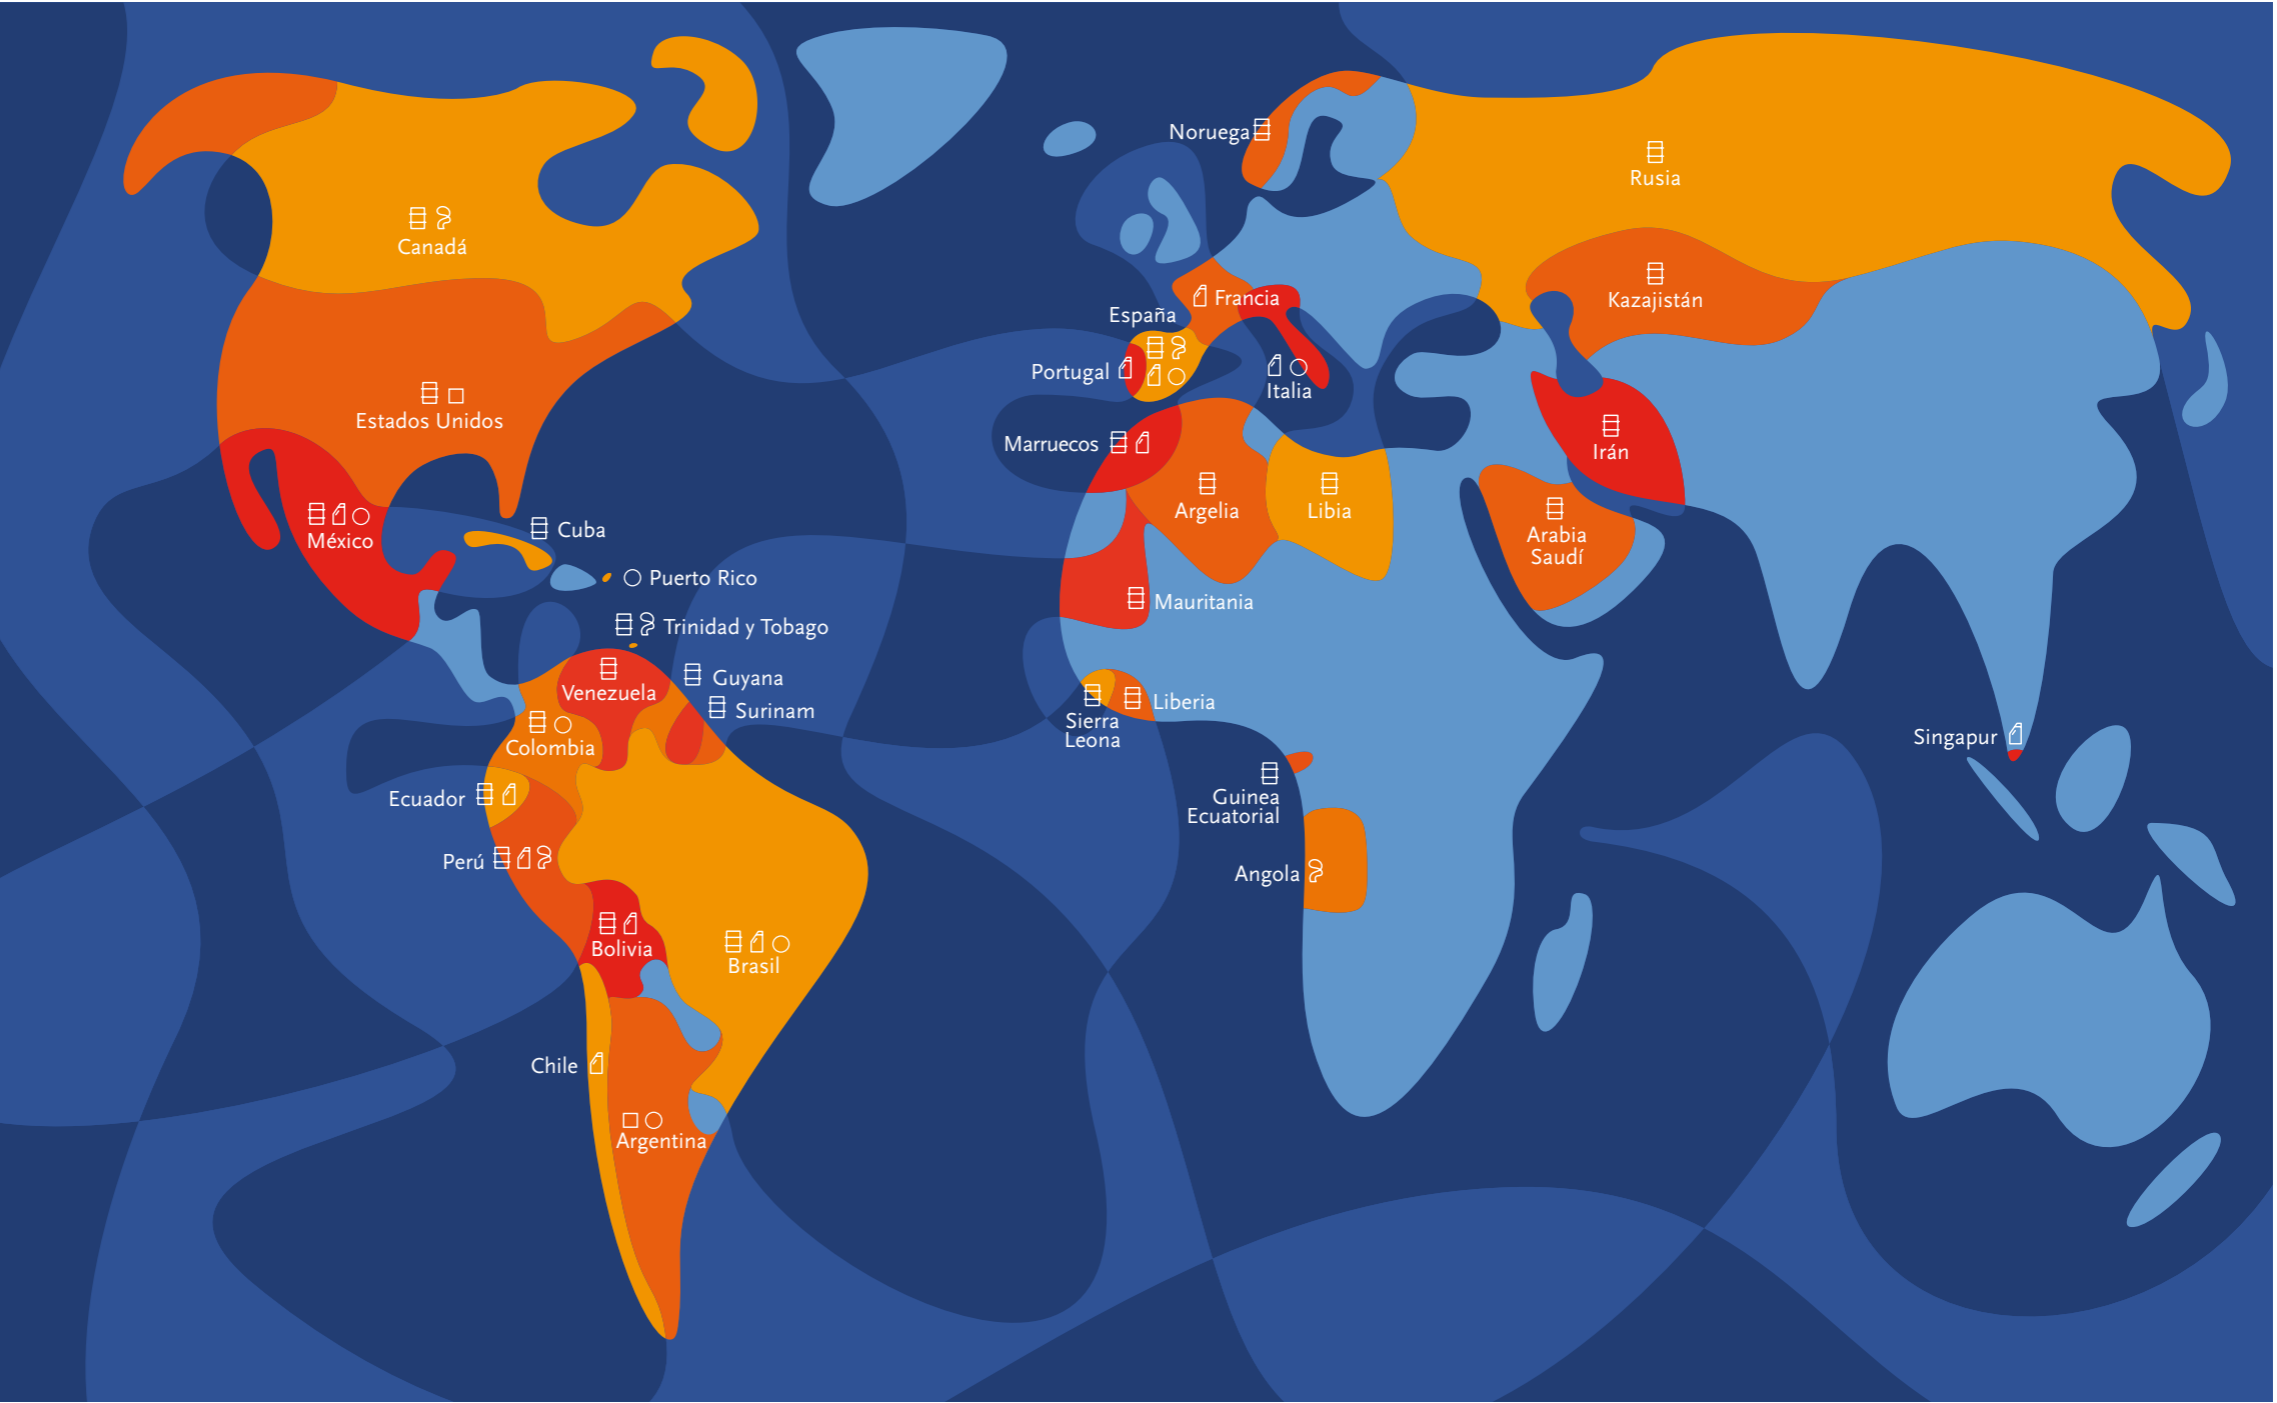 Noruega
Rusia
Canadá
Kazajistán
Francia
España
Portugal
Italia
Estados Unidos
Marruecos
Irán
Argelia
Libia
México
Cuba
Arabia
Saudí
Puerto Rico
Mauritania
Trinidad y Tobago
Guyana
Venezuela
Surinam
Liberia
Sierra
Leona
Colombia
Singapur
Ecuador
Guinea
Ecuatorial
Perú
Angola
Bolivia
Brasil
Chile
Argentina